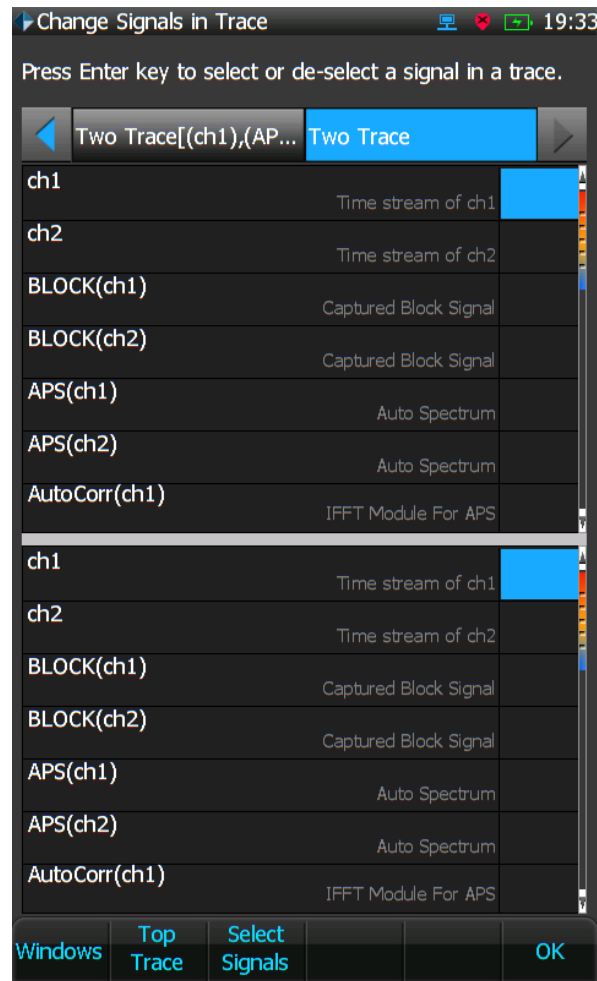 Change Signals in Trace 19:33
Press Enter key to select or de-select a signal in a trace.
Two Trace[(ch1),(AP... Two Trace
ch1
Time stream of ch1
ch2
Time stream of ch2
BLOCK(ch1)
Captured Block Signal
BLOCK(ch2)
Captured Block Signal
APS(ch1)
Auto Spectrum
APS(ch2)
Auto Spectrum
AutoCorr(ch1)
IFFT Module For APS
ch1
Time stream of ch1
ch2
Time stream of ch2
BLOCK(ch1)
Captured Block Signal
BLOCK(ch2)
Captured Block Signal
APS(ch1)
Auto Spectrum
APS(ch2)
Auto Spectrum
AutoCorr(ch1)
IFFT Module For APS
Windows Top Trace Select Signals OK